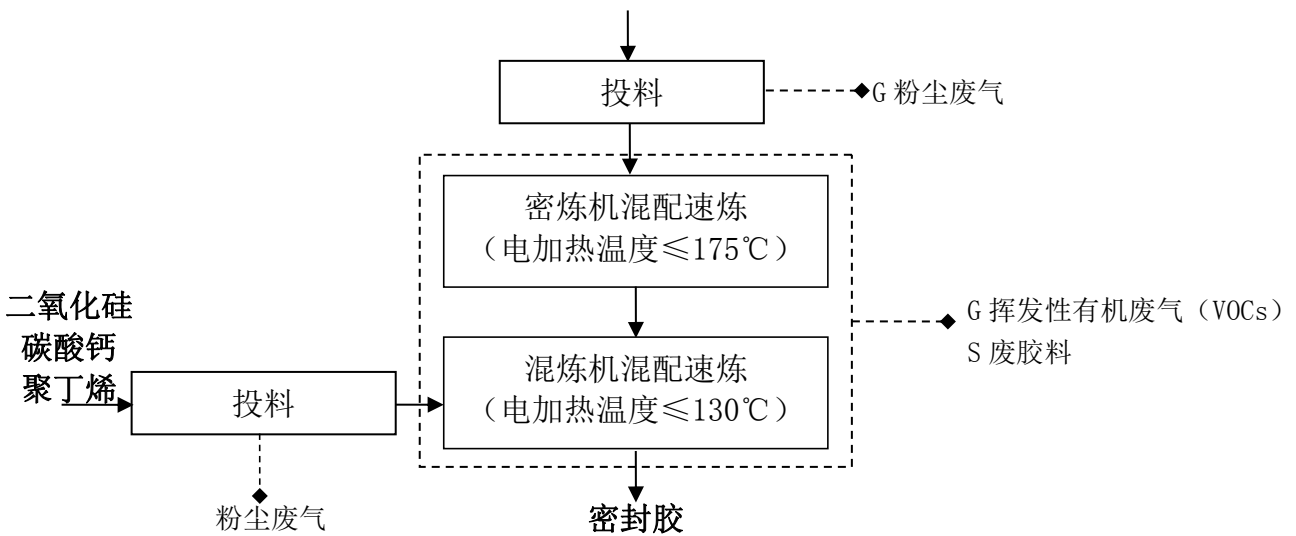 投料
G 粉尘废气
密炼机混配速炼
（电加热温度≤175℃）
二氧化硅
碳酸钙
聚丁烯
投料
混炼机混配速炼
（电加热温度≤130℃）
G 挥发性有机废气（VOCs）
S 废胶料
粉尘废气
密封胶